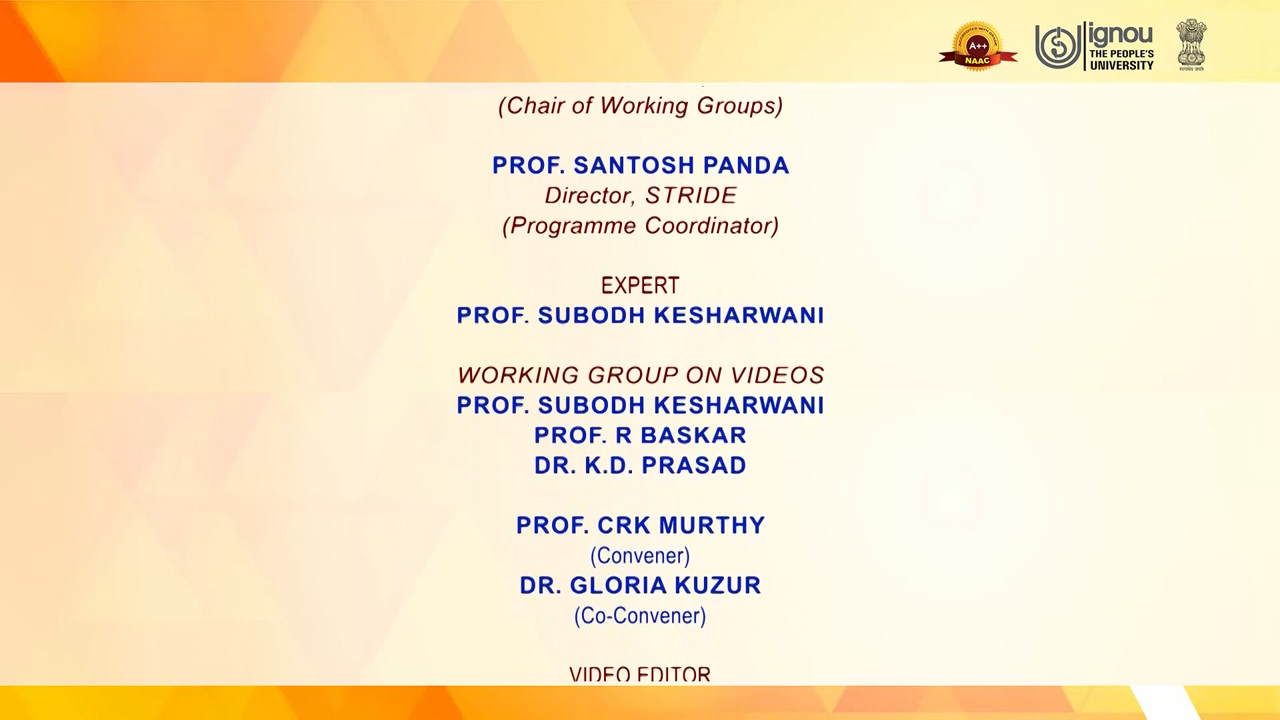 A++
NAAC
ignou
THE PEOPLE'S
UNIVERSITY
(Chair of Working Groups)
PROF. SANTOSH PANDA
Director, STRIDE
(Programme Coordinator)
EXPERT
PROF. SUBODH KESHARWANI
WORKING GROUP ON VIDEOS
PROF. SUBODH KESHARWANI
PROF. R BASKAR
DR. K.D. PRASAD
PROF. CRK MURTHY
(Convener)
DR. GLORIA KUZUR
(Co-Convener)
VIDEO EDITOR